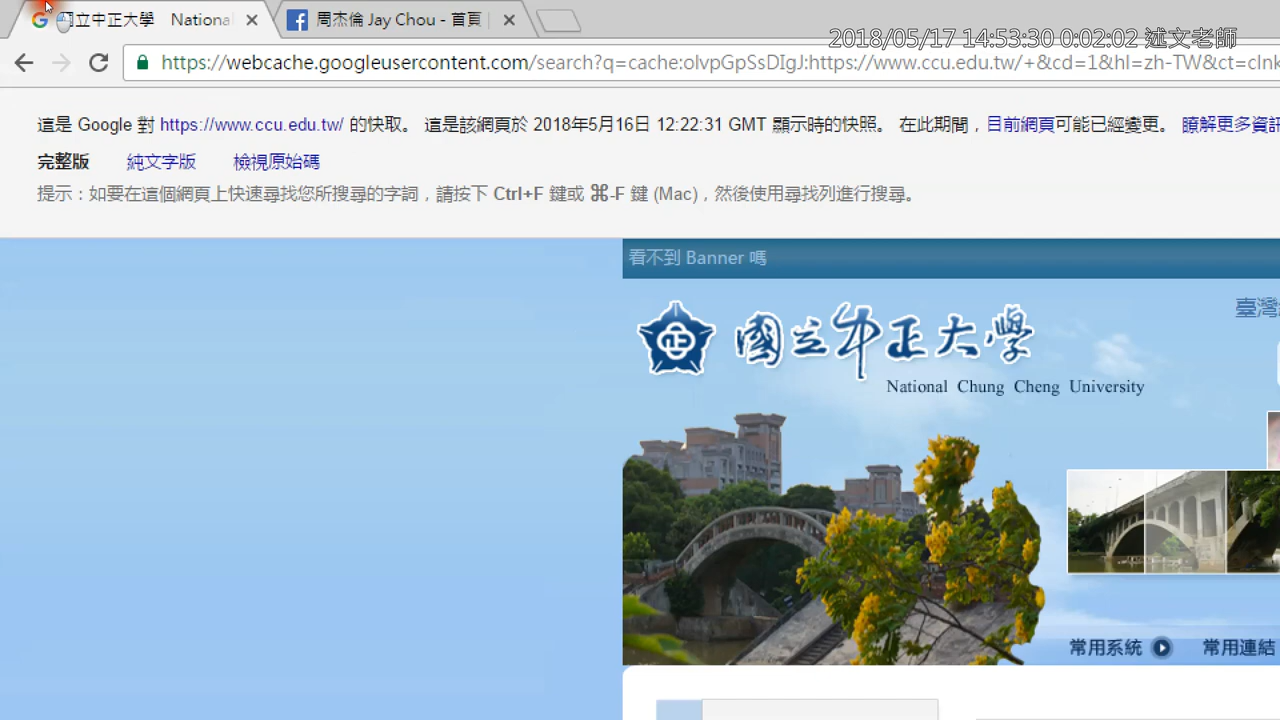 國立中正大學 National
周杰倫 Jay Chou - 首頁
2018/05/17 14:53:30 0:02:02 述文老師
https://webcache.googleusercontent.com/search?q=cache:olvpGpSsDIgJ:https://www.ccu.edu.tw/+&cd=1&hl=zh-TW&ct=clnk
這是 Google 對 https://www.ccu.edu.tw/ 的快取。 這是該網頁於 2018年5月16日 12:22:31 GMT 顯示時的快照。 在此期間，目前網頁可能已經變更。 瞭解更多資訊
完整版 純文字版 檢視原始碼
提示：如要在這個網頁上快速尋找您所搜尋的字詞，請按下 Ctrl+F 鍵或 ⌘-F 鍵 (Mac)，然後使用尋找列進行搜尋。
看不到 Banner 嗎
臺灣
國立中正大學
National Chung Cheng University
常用系統 常用連結